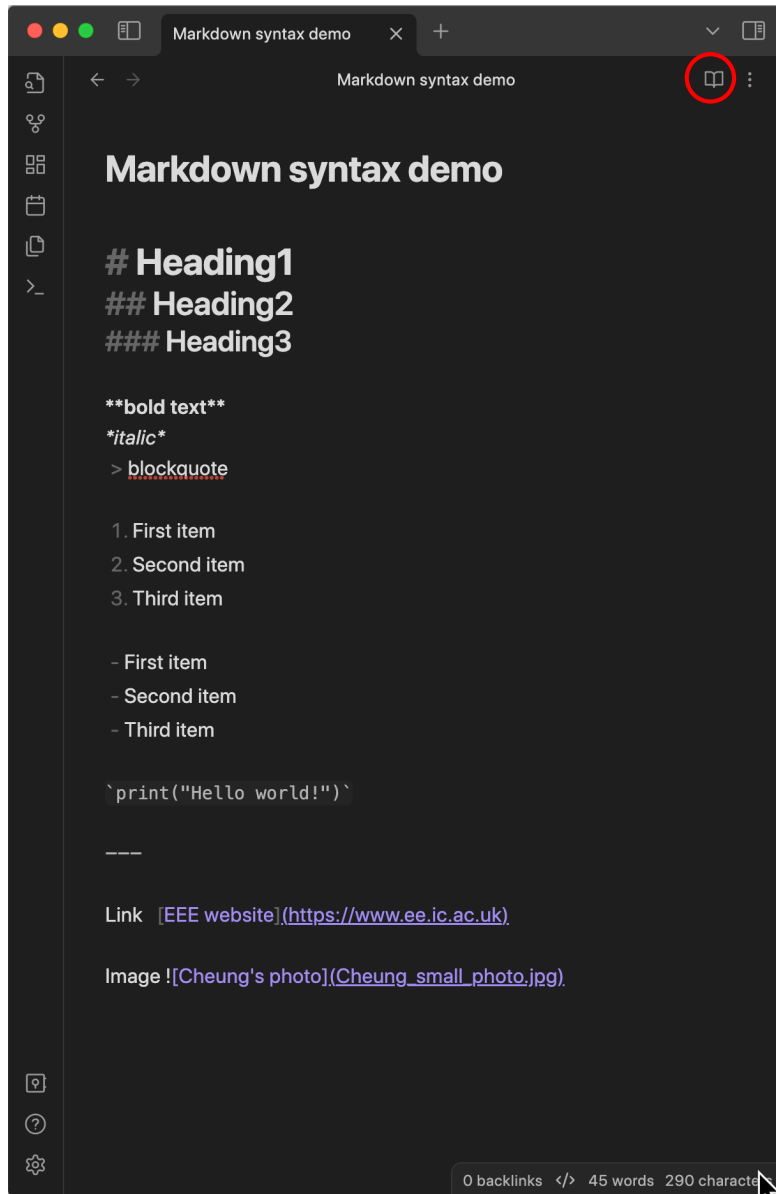 Markdown syntax demo
Markdown syntax demo
Markdown syntax demo
# Heading1
## Heading2
### Heading3
**bold text**
*italic*
> blockquote
1. First item
2. Second item
3. Third item
- First item
- Second item
- Third item
`print("Hello world!")`
---
Link [EEE website](https://www.ee.ic.ac.uk)
Image ![Cheung's photo](Cheung_small_photo.jpg)
0 backlinks </> 45 words 290 characte